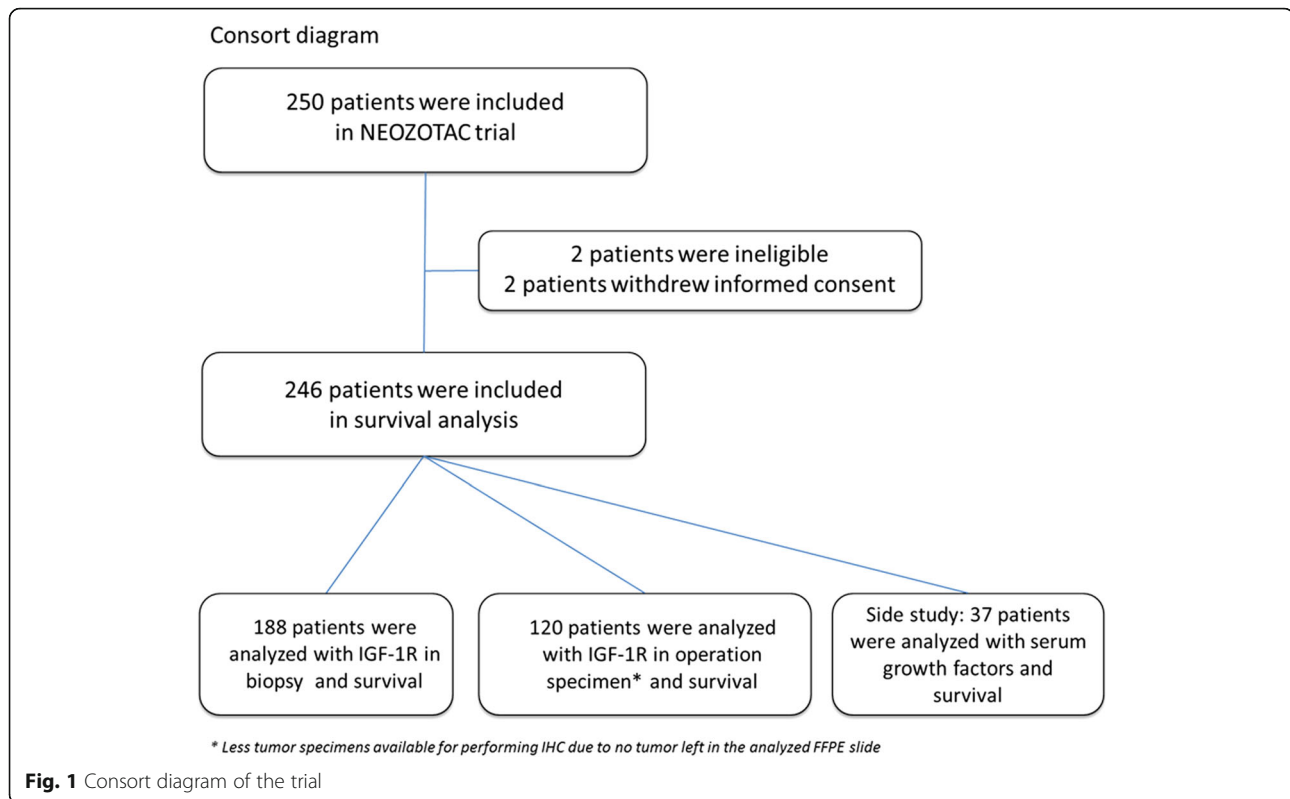 Consort diagram
250 patients were included
in NEOZOTAC trial
2 patients were ineligible
2 patients withdrew informed consent
246 patients were included
in survival analysis
188 patients were
analyzed with IGF-1R in
biopsy and survival
120 patients were analyzed
with IGF-1R in operation
specimen* and survival
Side study: 37 patients
were analyzed with serum
growth factors and
survival
* Less tumor specimens available for performing IHC due to no tumor left in the analyzed FFPE slide
Fig. 1 Consort diagram of the trial